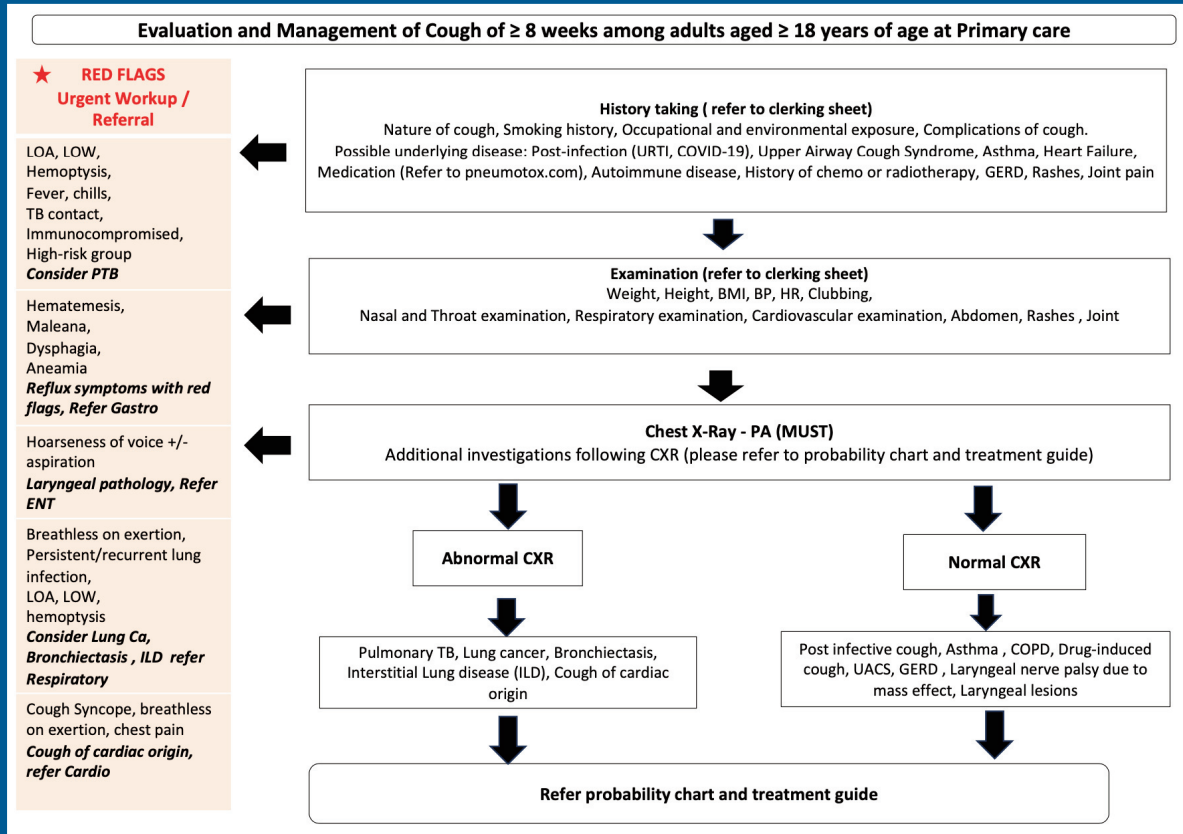 Evaluation and Management of Cough of ≥ 8 weeks among adults aged ≥ 18 years of age at Primary care
RED FLAGS
Urgent Workup /
Referral
LOA, LOW,
Hemoptysis,
Fever, chills,
TB contact,
Immunocompromised,
High-risk group
Consider PTB
Hematemesis,
Maleana,
Dysphagia,
Aneamia
Reflux symptoms with red
flags, Refer Gastro
Hoarseness of voice +/-
aspiration
Laryngeal pathology, Refer
ENT
Breathless on exertion,
Persistent/recurrent lung
infection,
LOA, LOW,
hemoptysis
Consider Lung Ca,
Bronchiectasis , ILD refer
Respiratory
Cough Syncope, breathless
on exertion, chest pain
Cough of cardiac origin,
refer Cardio
History taking ( refer to clerking sheet)
Nature of cough, Smoking history, Occupational and environmental exposure, Complications of cough.
Possible underlying disease: Post-infection (URTI, COVID-19), Upper Airway Cough Syndrome, Asthma, Heart Failure,
Medication (Refer to pneumotox.com), Autoimmune disease, History of chemo or radiotherapy, GERD, Rashes, Joint pain
Examination (refer to clerking sheet)
Weight, Height, BMI, BP, HR, Clubbing,
Nasal and Throat examination, Respiratory examination, Cardiovascular examination, Abdomen, Rashes , Joint
Chest X-Ray - PA (MUST)
Additional investigations following CXR (please refer to probability chart and treatment guide)
Abnormal CXR
Pulmonary TB, Lung cancer, Bronchiectasis,
Interstitial Lung disease (ILD), Cough of cardiac
origin
Normal CXR
Post infective cough, Asthma , COPD, Drug-induced
cough, UACS, GERD , Laryngeal nerve palsy due to
mass effect, Laryngeal lesions
Refer probability chart and treatment guide